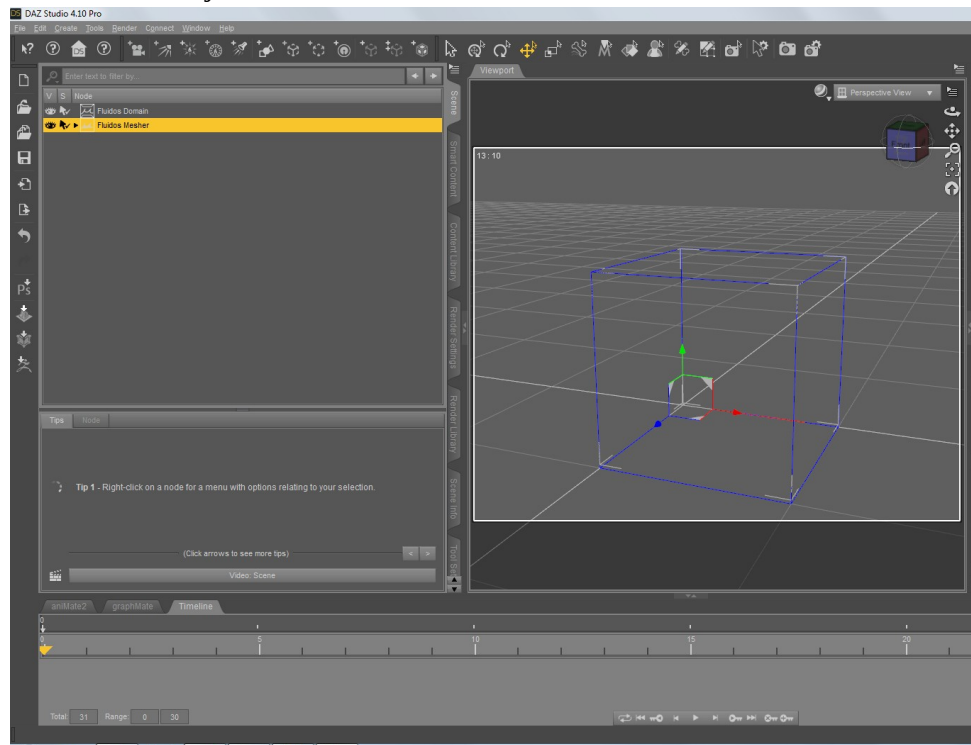 DS DAZ Studio 4.10 Pro
File Edit Create Tools Render Connect Window Help
Enter text to filter by...
V S Node
Fluidos Domain
Fluidos Mesher
Scene
Smart Content
Content Library
Render Settings
Render Library
Scene Info
Viewport
Perspective View
13 : 10
Tips Node
Tip 1 - Right-click on a node for a menu with options relating to your selection.
(Click arrows to see more tips) < >
Video: Scene
aniMate2 graphMate Timeline
0
0 5 10 15 20
Total 31 Range 0 30